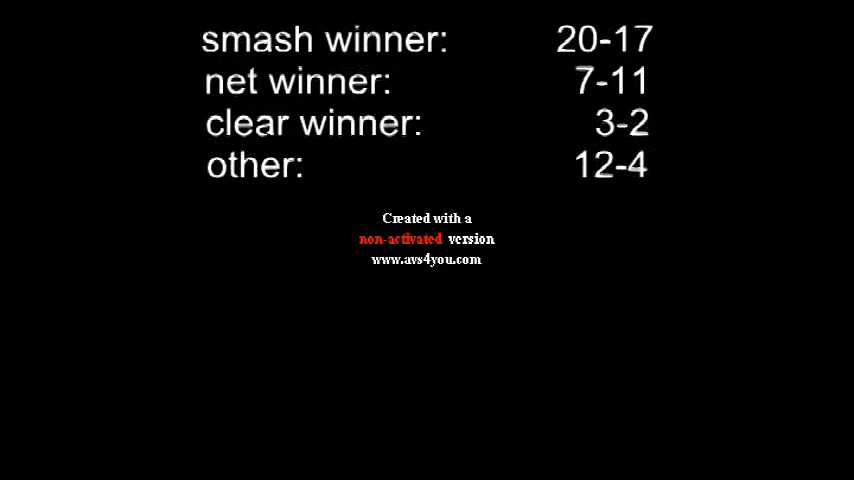 smash winner: 20-17
net winner: 7-11
clear winner: 3-2
other: 12-4
Created with a
non-activated version
www.avs4you.com